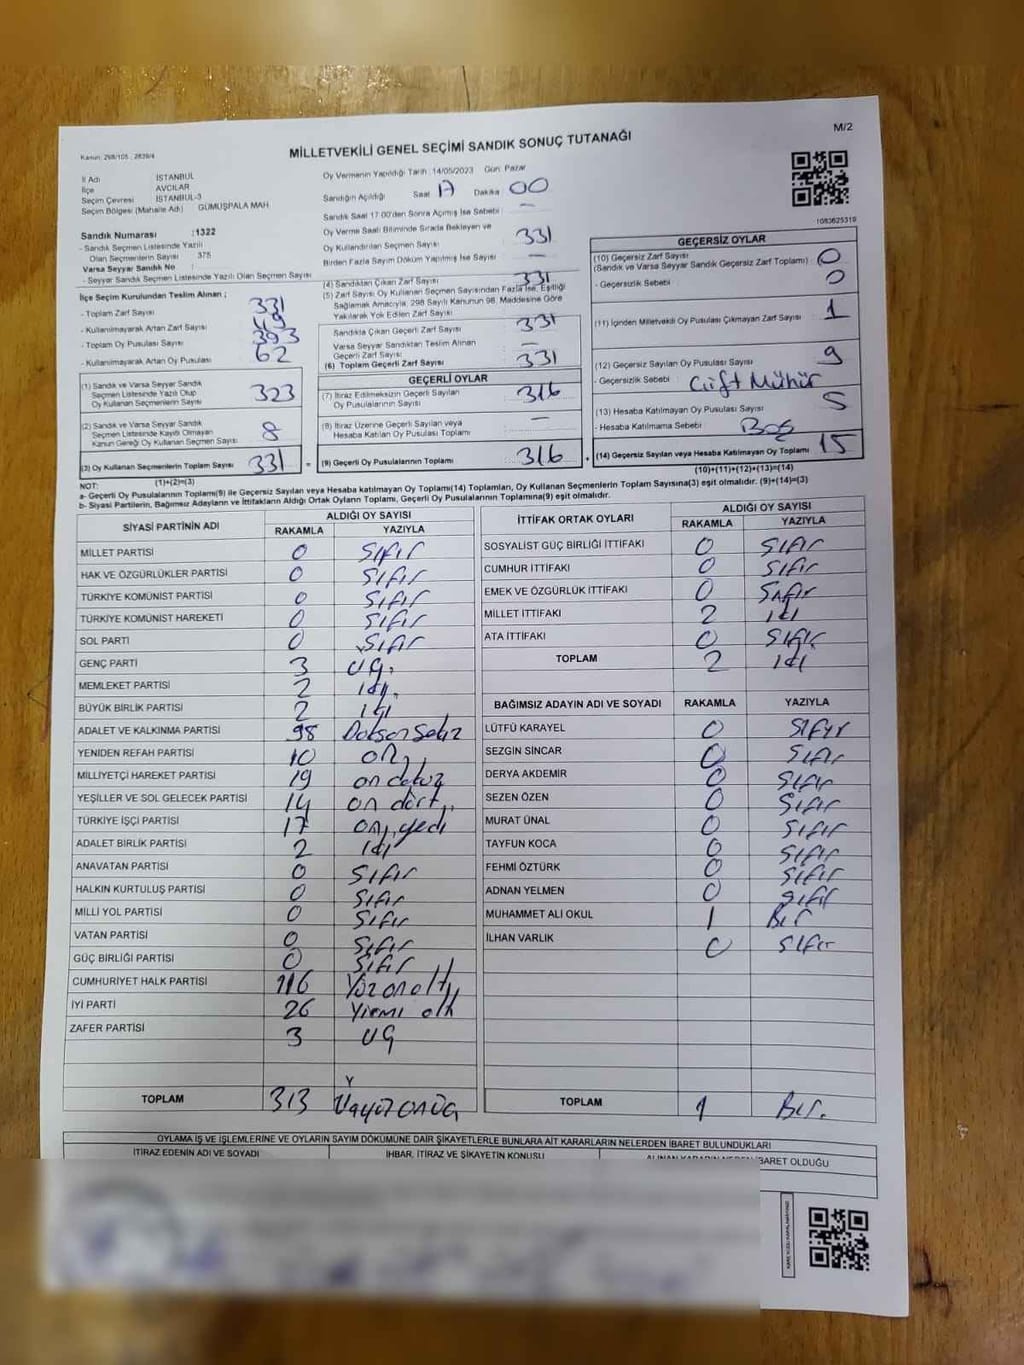 M/2
Kanun: 298/105 ; 2839/4
MİLLETVEKİLİ GENEL SEÇİMİ SANDIK SONUÇ TUTANAĞI
1083625319
İl Adı İSTANBUL
İlçe AVCILAR
Seçim Çevresi İSTANBUL-3
Seçim Bölgesi (Mahalle Adı) GÜMÜŞPALA MAH
Sandık Numarası :1322
- Sandık Seçmen Listesinde Yazılı
Olan Seçmenlerin Sayısı 375
Varsa Seyyar Sandık No :
- Seyyar Seçmen Listesinde Yazılı Olan Seçmen Sayısı
İlçe Seçim Kurulundan Teslim Alınan ;
- Toplam Zarf Sayısı
- Kullanılmayarak Artan Zarf Sayısı
- Toplam Oy Pusulası Sayısı 393
- Kullanılmayarak Artan Oy Pusulası 62
(1) Sandık ve Varsa Seyyar Sandık
Seçmen Listesinde Yazılı Olup
Oy Kullanan Seçmenlerin Sayısı 323
(2) Sandık ve Varsa Seyyar Sandık
Seçmen Listesinde Kayıtlı Olmayan
Kanun Gereği Oy Kullanan Seçmen Sayısı 8
(3) Oy Kullanan Seçmenlerin Toplam Sayısı 331
(1)+(2)=(3)
Oy Vermenin Yapıldığı Tarih : 14/05/2023 Gün: Pazar
Sandığın Açıldığı Saat 17 Dakika 00
Sandık Saat 17.00'den Sonra Açılmış İse Sebebi : —
Oy Verme Saati Bitiminde Sırada Bekleyen ve
Oy Kullandırılan Seçmen Sayısı 331
Birden Fazla Sayım Döküm Yapılmış İse Sayısı —
(4) Sandıktan Çıkan Zarf Sayısı 331
(5) Zarf Sayısı Oy Kullanan Seçmen Sayısından Fazla İse, Eşitliği
Sağlamak Amacıyla, 298 Sayılı Kanunun 98. Maddesine Göre
Yakılarak Yok Edilen Zarf Sayısı
Sandıkta Çıkan Geçerli Zarf Sayısı : 331
Varsa Seyyar Sandıktan Teslim Alınan
Geçerli Zarf Sayısı —
(6) Toplam Geçerli Zarf Sayısı 331
GEÇERLİ OYLAR
(7) İtiraz Edilmeksizin Geçerli Sayılan
Oy Pusulalarının Sayısı 316
(8) İtiraz Üzerine Geçerli Sayılan veya
Hesaba Katılan Oy Pusulaları Toplamı —
= (9) Geçerli Oy Pusulalarının Toplamı : 316 +
GEÇERSİZ OYLAR
(10) Geçersiz Zarf Sayısı
(Sandık ve Varsa Seyyar Sandık Geçersiz Zarf Toplamı) 0
- Geçersizlik Sebebi : 0
(11) İçinden Milletvekili Oy Pusulası Çıkmayan Zarf Sayısı : 1
(12) Geçersiz Sayılan Oy Pusulası Sayısı 9
- Geçersizlik Sebebi : Çift Mühür
(13) Hesaba Katılmayan Oy Pusulası Sayısı 5
- Hesaba Katılmama Sebebi : Boş
(14) Geçersiz Sayılan veya Hesaba Katılmayan Oy Toplamı 15
(10)+(11)+(12)+(13)=(14)
NOT:
a- Geçerli Oy Pusulaları Toplamı(9) ile Geçersiz Sayılan veya Hesaba katılmayan Oy Toplamı(14) Toplamları, Oy Kullanan Seçmenlerin Toplam Sayısına(3) eşit olmalıdır. (9)+(14)=(3)
b- Siyasi Partilerin, Bağımsız Adayların ve İttifakların Aldığı Ortak Oyların Toplamı, Geçerli Oy Pusulalarının Toplamına(9) eşit olmalıdır.
SİYASİ PARTİNİN ADI ALDIĞI OY SAYISI
RAKAMLA YAZIYLA
MİLLET PARTİSİ 0 Sıfır
HAK VE ÖZGÜRLÜKLER PARTİSİ 0 Sıfır
TÜRKİYE KOMÜNİST PARTİSİ 0 Sıfır
TÜRKİYE KOMÜNİST HAREKETİ 0 Sıfır
SOL PARTİ 0 Sıfır
GENÇ PARTİ 3 Üç
MEMLEKET PARTİSİ 2 iki
BÜYÜK BİRLİK PARTİSİ 2 iki
ADALET VE KALKINMA PARTİSİ 98 Doksan Sekiz
YENİDEN REFAH PARTİSİ 10 on
MİLLİYETÇİ HAREKET PARTİSİ 19 on dokuz
YEŞİLLER VE SOL GELECEK PARTİSİ 14 on dört
TÜRKİYE İŞÇİ PARTİSİ 17 on yedi
ADALET BİRLİK PARTİSİ 2 iki
ANAVATAN PARTİSİ 0 Sıfır
HALKIN KURTULUŞ PARTİSİ 0 Sıfır
MİLLİ YOL PARTİSİ 0 Sıfır
VATAN PARTİSİ 0 Sıfır
GÜÇ BİRLİĞİ PARTİSİ 0 Sıfır
CUMHURİYET HALK PARTİSİ 116 Yüz on altı
İYİ PARTİ 26 Yirmi altı
ZAFER PARTİSİ 3 Üç
TOPLAM 313
İTTİFAK ORTAK OYLARI ALDIĞI OY SAYISI
RAKAMLA YAZIYLA
SOSYALİST GÜÇ BİRLİĞİ İTTİFAKI 0 Sıfır
CUMHUR İTTİFAKI 0 Sıfır
EMEK VE ÖZGÜRLÜK İTTİFAKI 0 Sıfır
MİLLET İTTİFAKI 2 iki
ATA İTTİFAKI 0 Sıfır
TOPLAM 2 iki
BAĞIMSIZ ADAYIN ADI VE SOYADI RAKAMLA YAZIYLA
LÜTFÜ KARAYEL 0 Sıfır
SEZGİN SİNCAR 0 Sıfır
DERYA AKDEMİR 0 Sıfır
SEZEN ÖZEN 0 Sıfır
MURAT ÜNAL 0 Sıfır
TAYFUN KOCA 0 Sıfır
FEHMİ ÖZTÜRK 0 Sıfır
ADNAN YELMEN 0 Sıfır
MUHAMMET ALİ OKUL 1 Bir
İLHAN VARLIK 0 Sıfır
TOPLAM 1 Bir.
OYLAMA İŞ VE İŞLEMLERİNE VE OYLARIN SAYIM DÖKÜMÜNE DAİR ŞİKAYETLERLE BUNLARA AİT KARARLARIN NELERDEN İBARET BULUNDUKLARI
İTİRAZ EDENİN ADI VE SOYADI İHBAR, İTİRAZ VE ŞİKAYETİN KONUSU ALINAN KARARIN NEDEN İBARET OLDUĞU